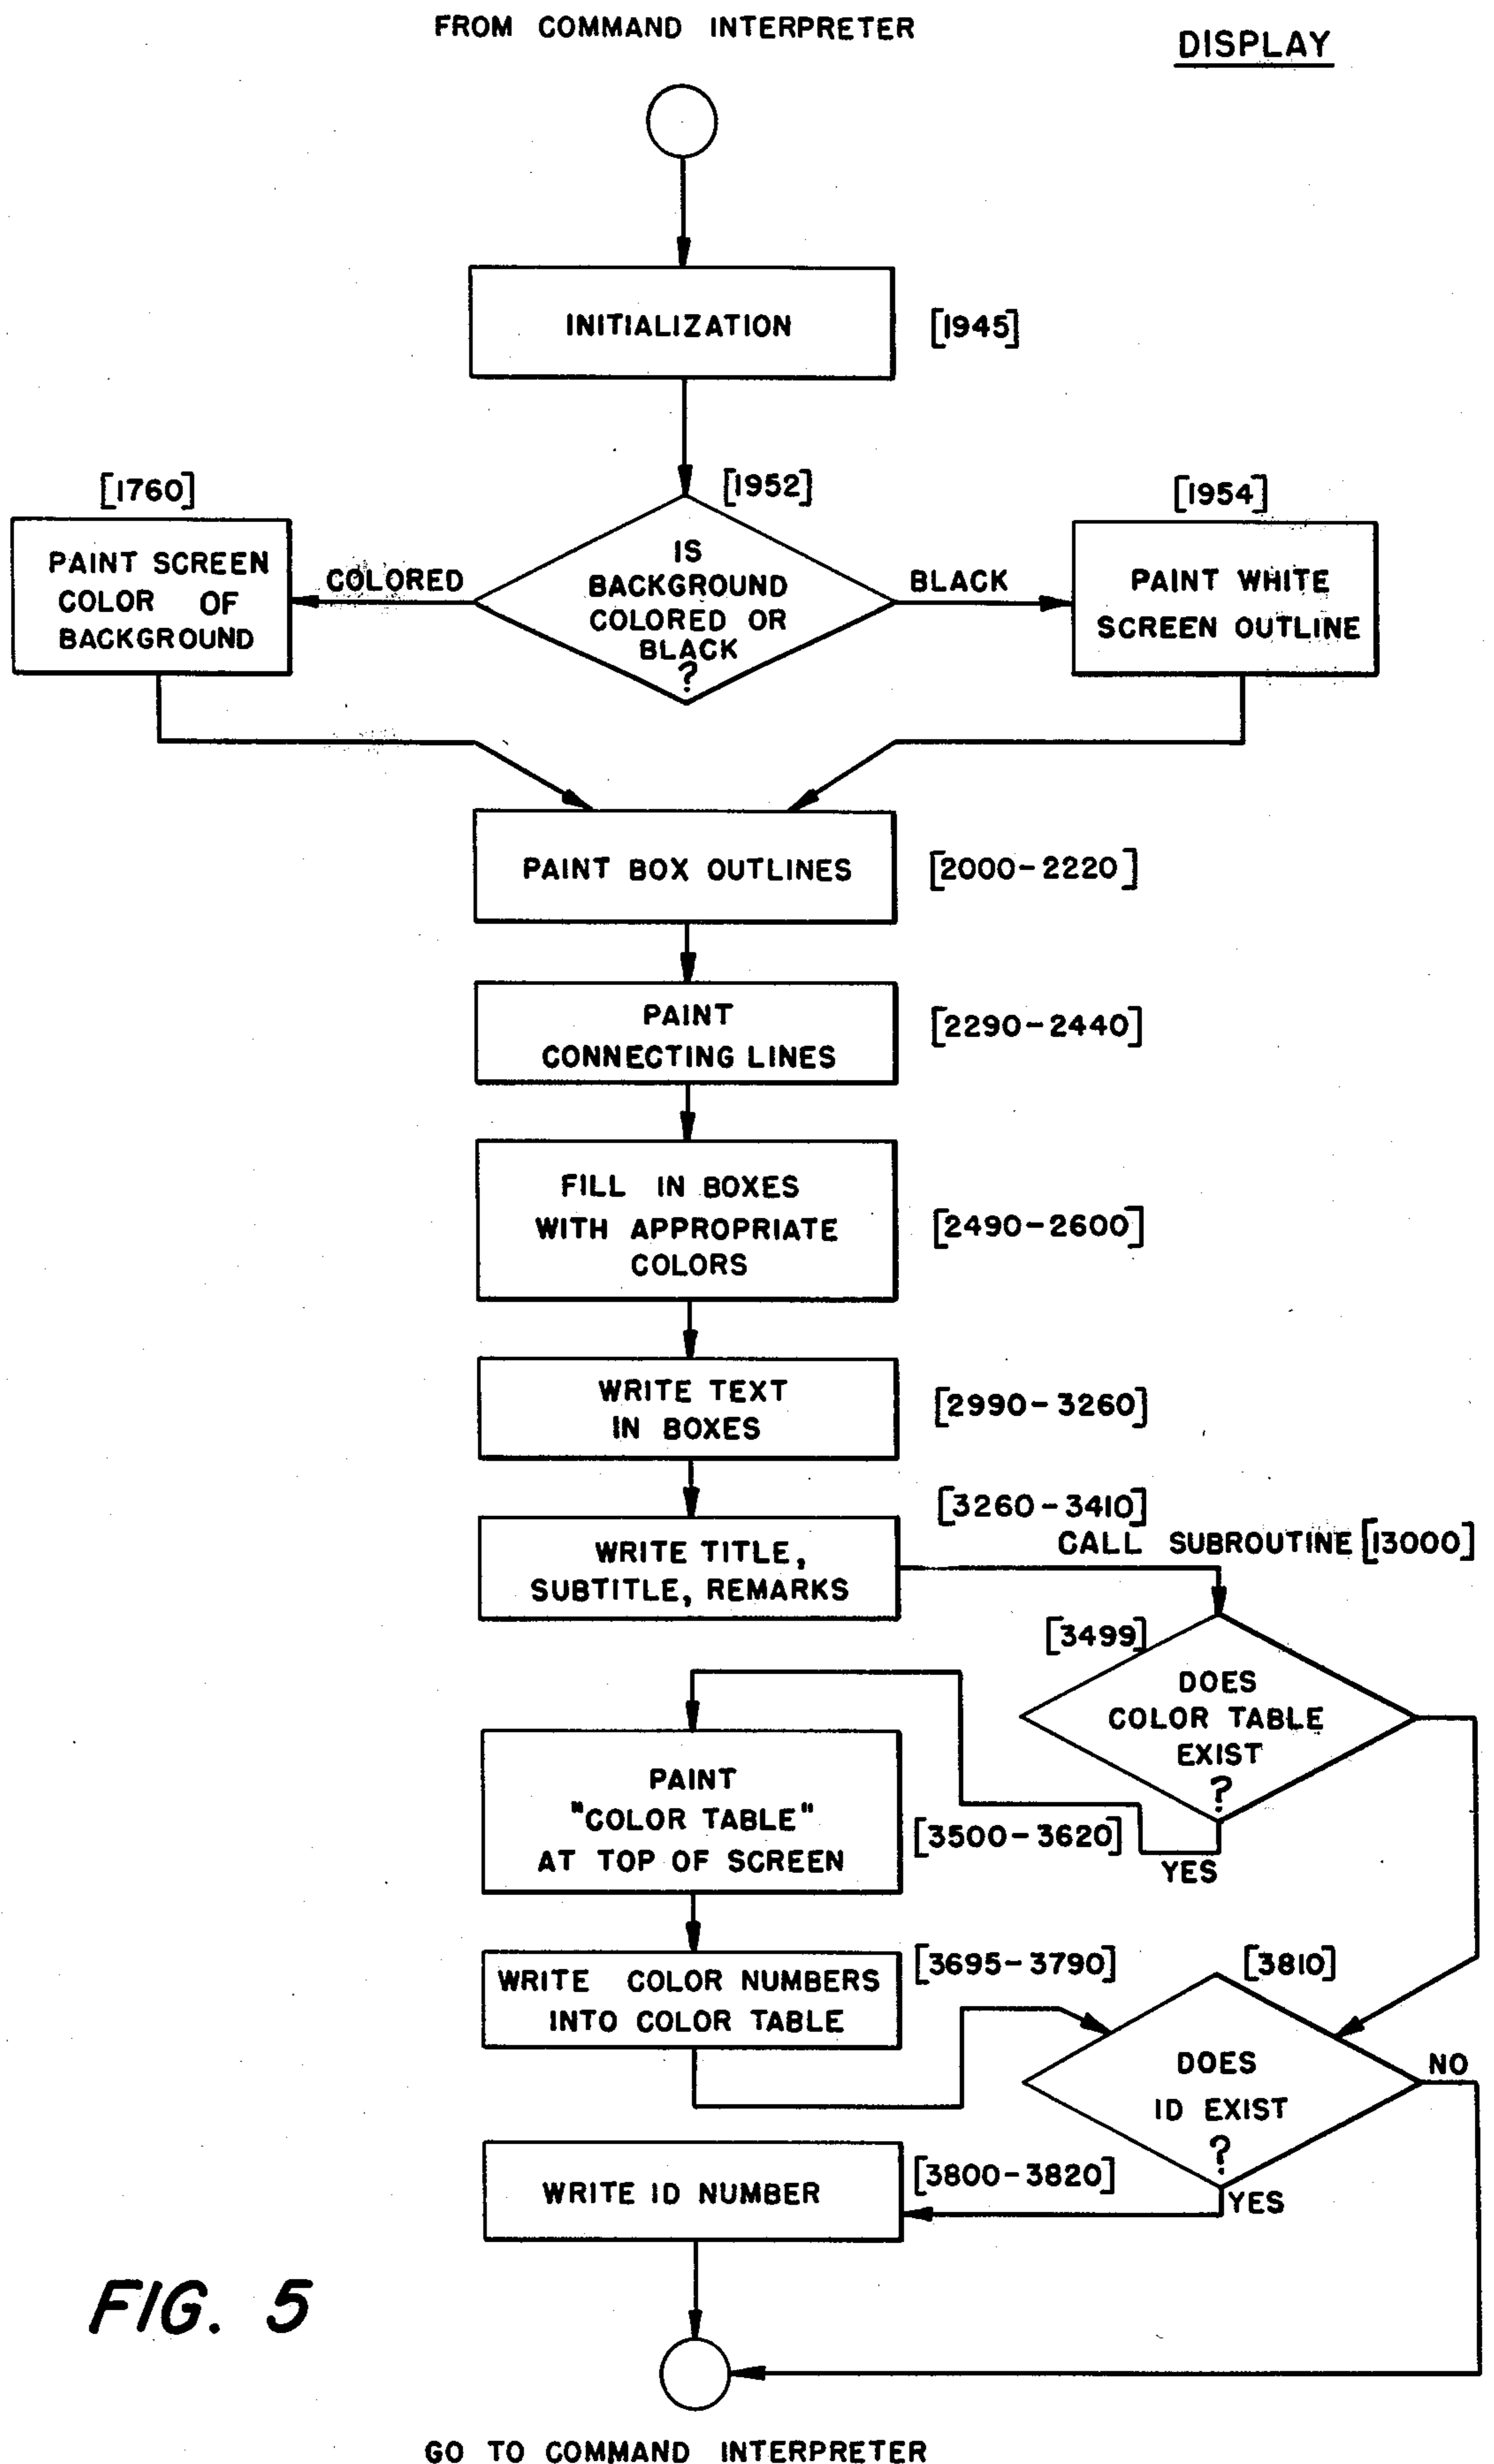 FROM COMMAND INTERPRETER
DISPLAY
INITIALIZATION
[1945]
[1760]
[1952]
[1954]
PAINT SCREEN
COLOR OF
BACKGROUND
COLORED
IS
BACKGROUND
COLORED OR
BLACK
?
BLACK
PAINT WHITE
SCREEN OUTLINE
PAINT BOX OUTLINES
[2000-2220]
PAINT
CONNECTING LINES
[2290-2440]
FILL IN BOXES
WITH APPROPRIATE
COLORS
[2490-2600]
WRITE TEXT
IN BOXES
[2990-3260]
WRITE TITLE,
SUBTITLE, REMARKS
[3260-3410]
CALL SUBROUTINE [13000]
[3499]
DOES
COLOR TABLE
EXIST
?
YES
PAINT
"COLOR TABLE"
AT TOP OF SCREEN
[3500-3620]
WRITE COLOR NUMBERS
INTO COLOR TABLE
[3695-3790]
[3810]
DOES
ID EXIST
?
NO
YES
WRITE ID NUMBER
[3800-3820]
FIG. 5
GO TO COMMAND INTERPRETER